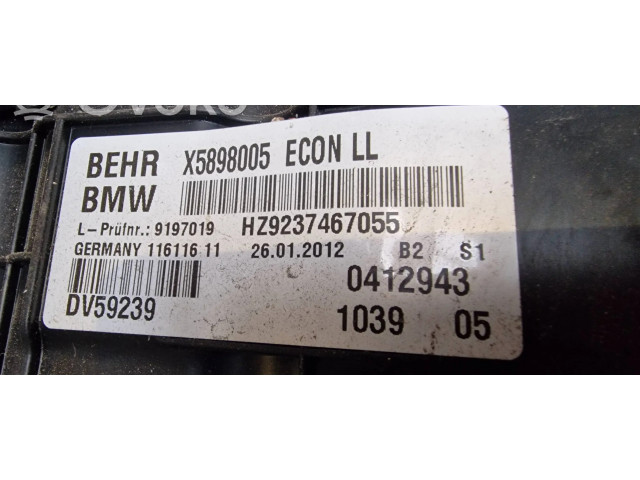 BEHR X5898005 ECON LL
BMW
L-Prüfnr.: 9197019 HZ9237467055
GERMANY 116116 11 26.01.2012 B2 S1
0412943
DV59239 1039 05